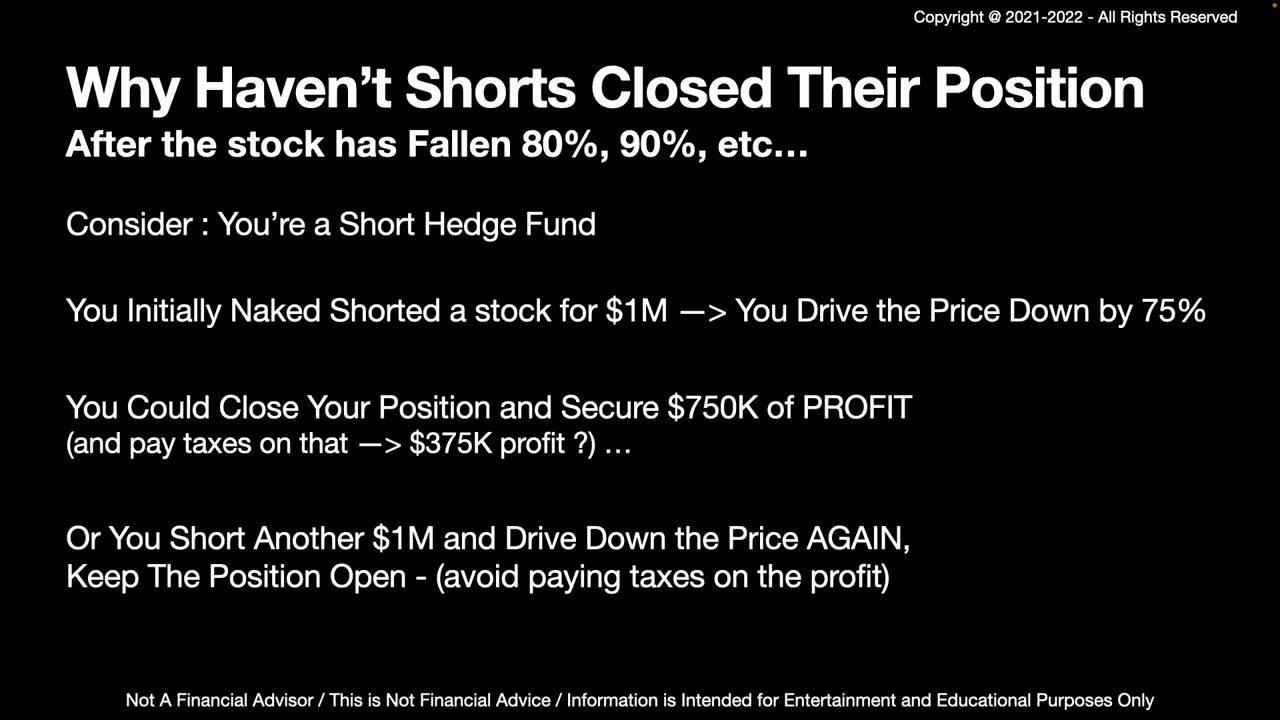 Copyright @ 2021-2022 - All Rights Reserved
Why Haven’t Shorts Closed Their Position
After the stock has Fallen 80%, 90%, etc…
Consider : You’re a Short Hedge Fund
You Initially Naked Shorted a stock for $1M —> You Drive the Price Down by 75%
You Could Close Your Position and Secure $750K of PROFIT
(and pay taxes on that —> $375K profit ?) …
Or You Short Another $1M and Drive Down the Price AGAIN,
Keep The Position Open - (avoid paying taxes on the profit)
Not A Financial Advisor / This is Not Financial Advice / Information is Intended for Entertainment and Educational Purposes Only